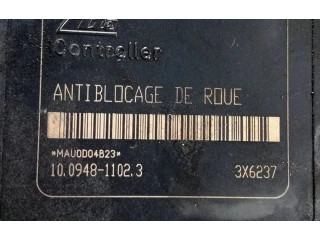 Controller
ANTIBLOCAGE DE ROUE
*MAU0D04B23*
10.0948-1102.3 3X6237